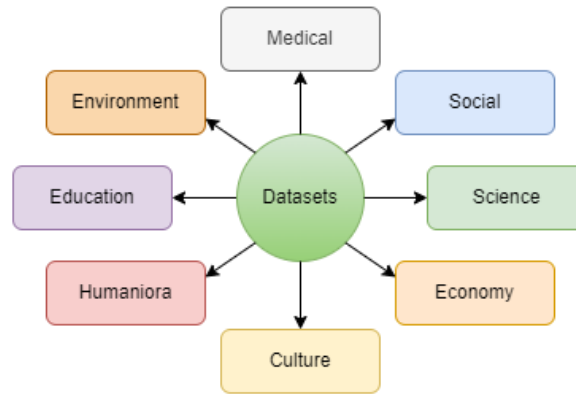 Medical
Environment
Social
Education
Datasets
Science
Humaniora
Economy
Culture